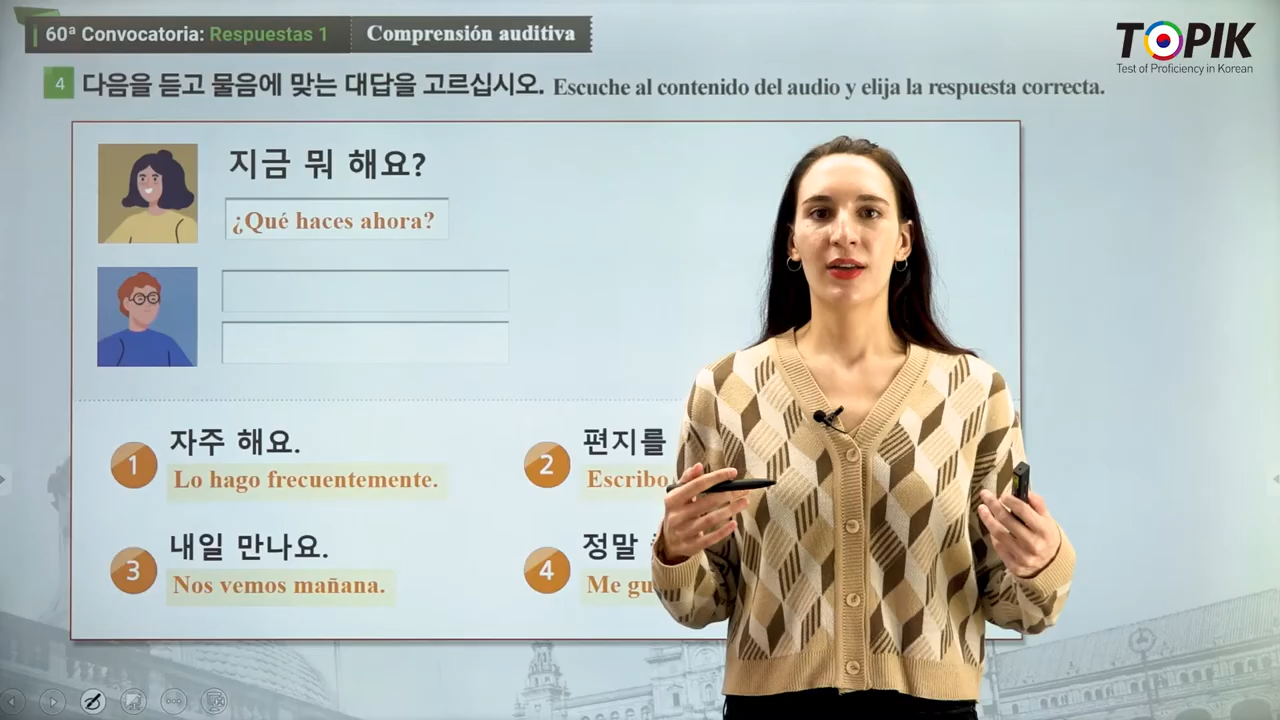 60ª Convocatoria: Respuestas 1
Comprensión auditiva
TOPIK
Test of Proficiency in Korean
4 다음을 듣고 물음에 맞는 대답을 고르십시오. Escuche al contenido del audio y elija la respuesta correcta.
지금 뭐 해요?
¿Qué haces ahora?
1 자주 해요.
Lo hago frecuentemente.
2 편지를
Escribo
3 내일 만나요.
Nos vemos mañana.
4 정말
Me gu